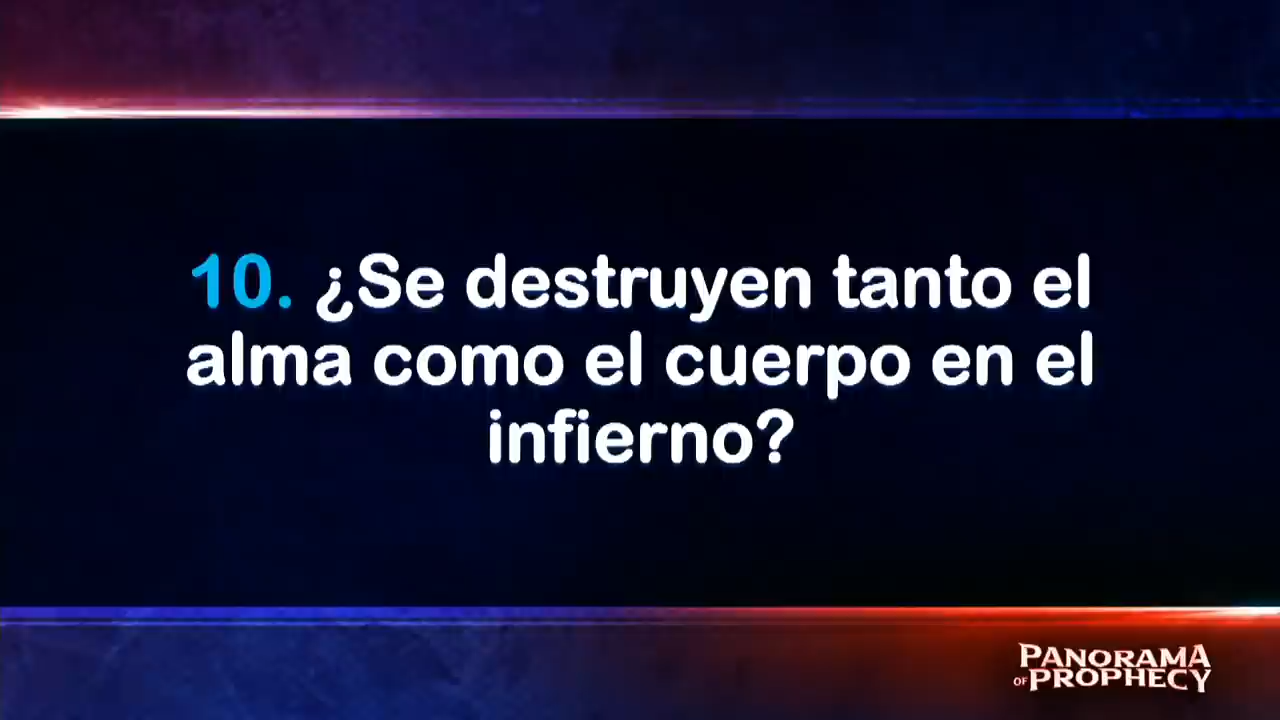 10. ¿Se destruyen tanto el
alma como el cuerpo en el
infierno?
PANORAMA
OF PROPHECY